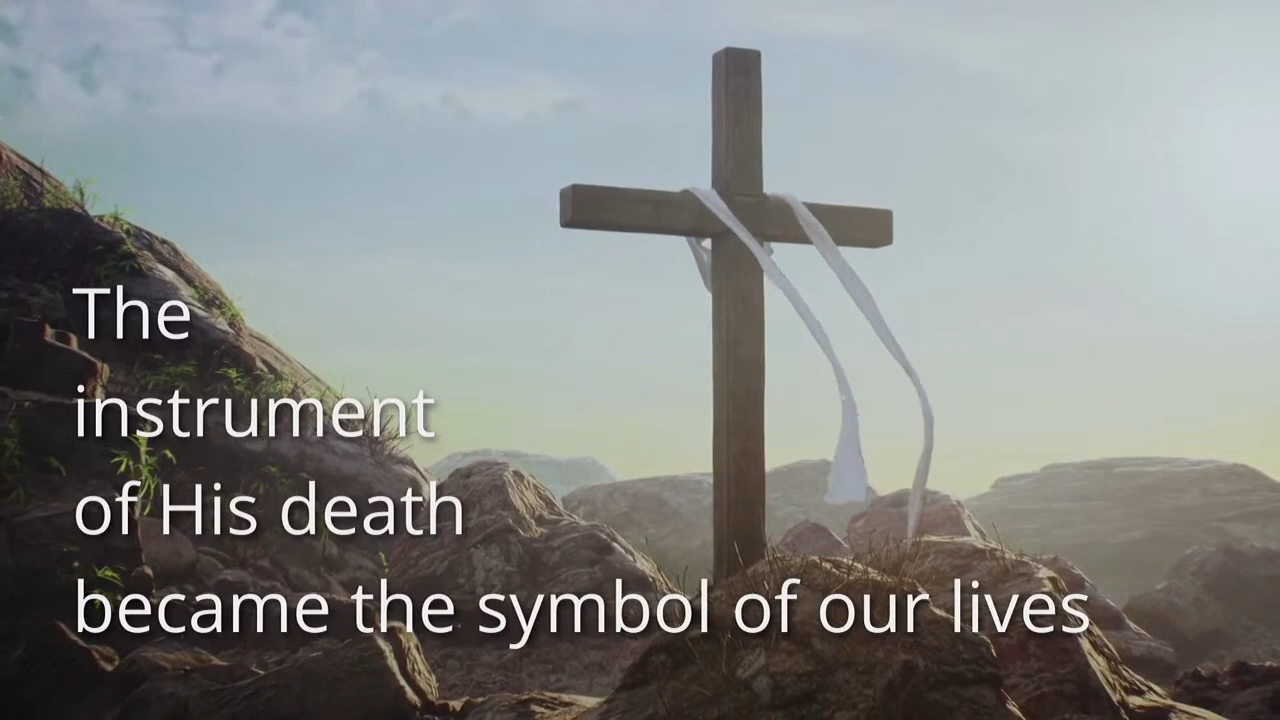 The
instrument
of His death
became the symbol of our lives